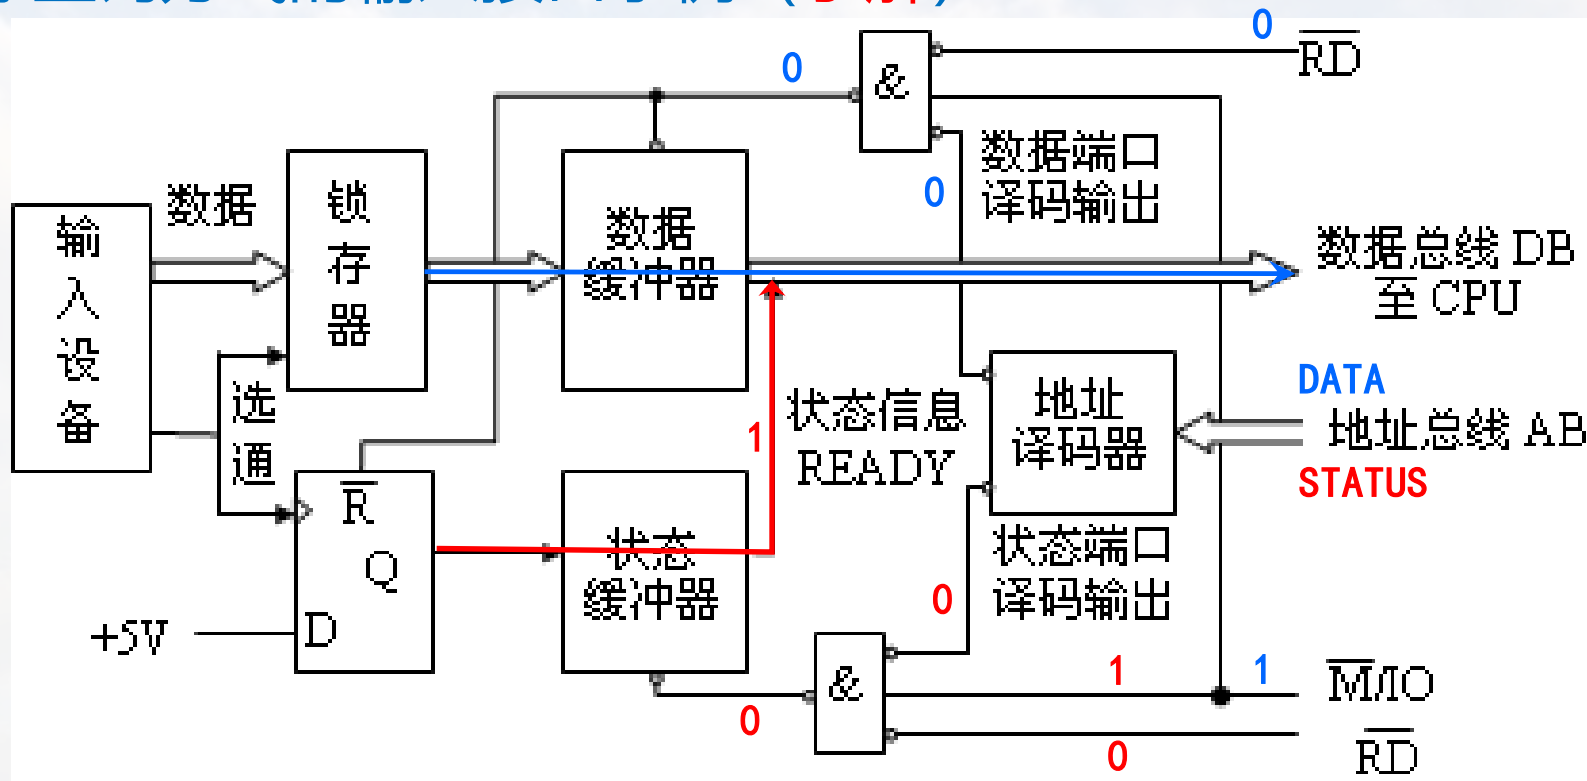 0
0
RD
&
数据端口
译码输出
0
数据
锁
存
器
数据
缓冲器
输
入
设
备
数据总线 DB
至 CPU
选
通
1
状态信息
READY
地址
译码器
DATA
地址总线 AB
STATUS
R
Q
D
+5V
状态
缓冲器
状态端口
译码输出
0
&
0
1
1
M/IO
0
RD